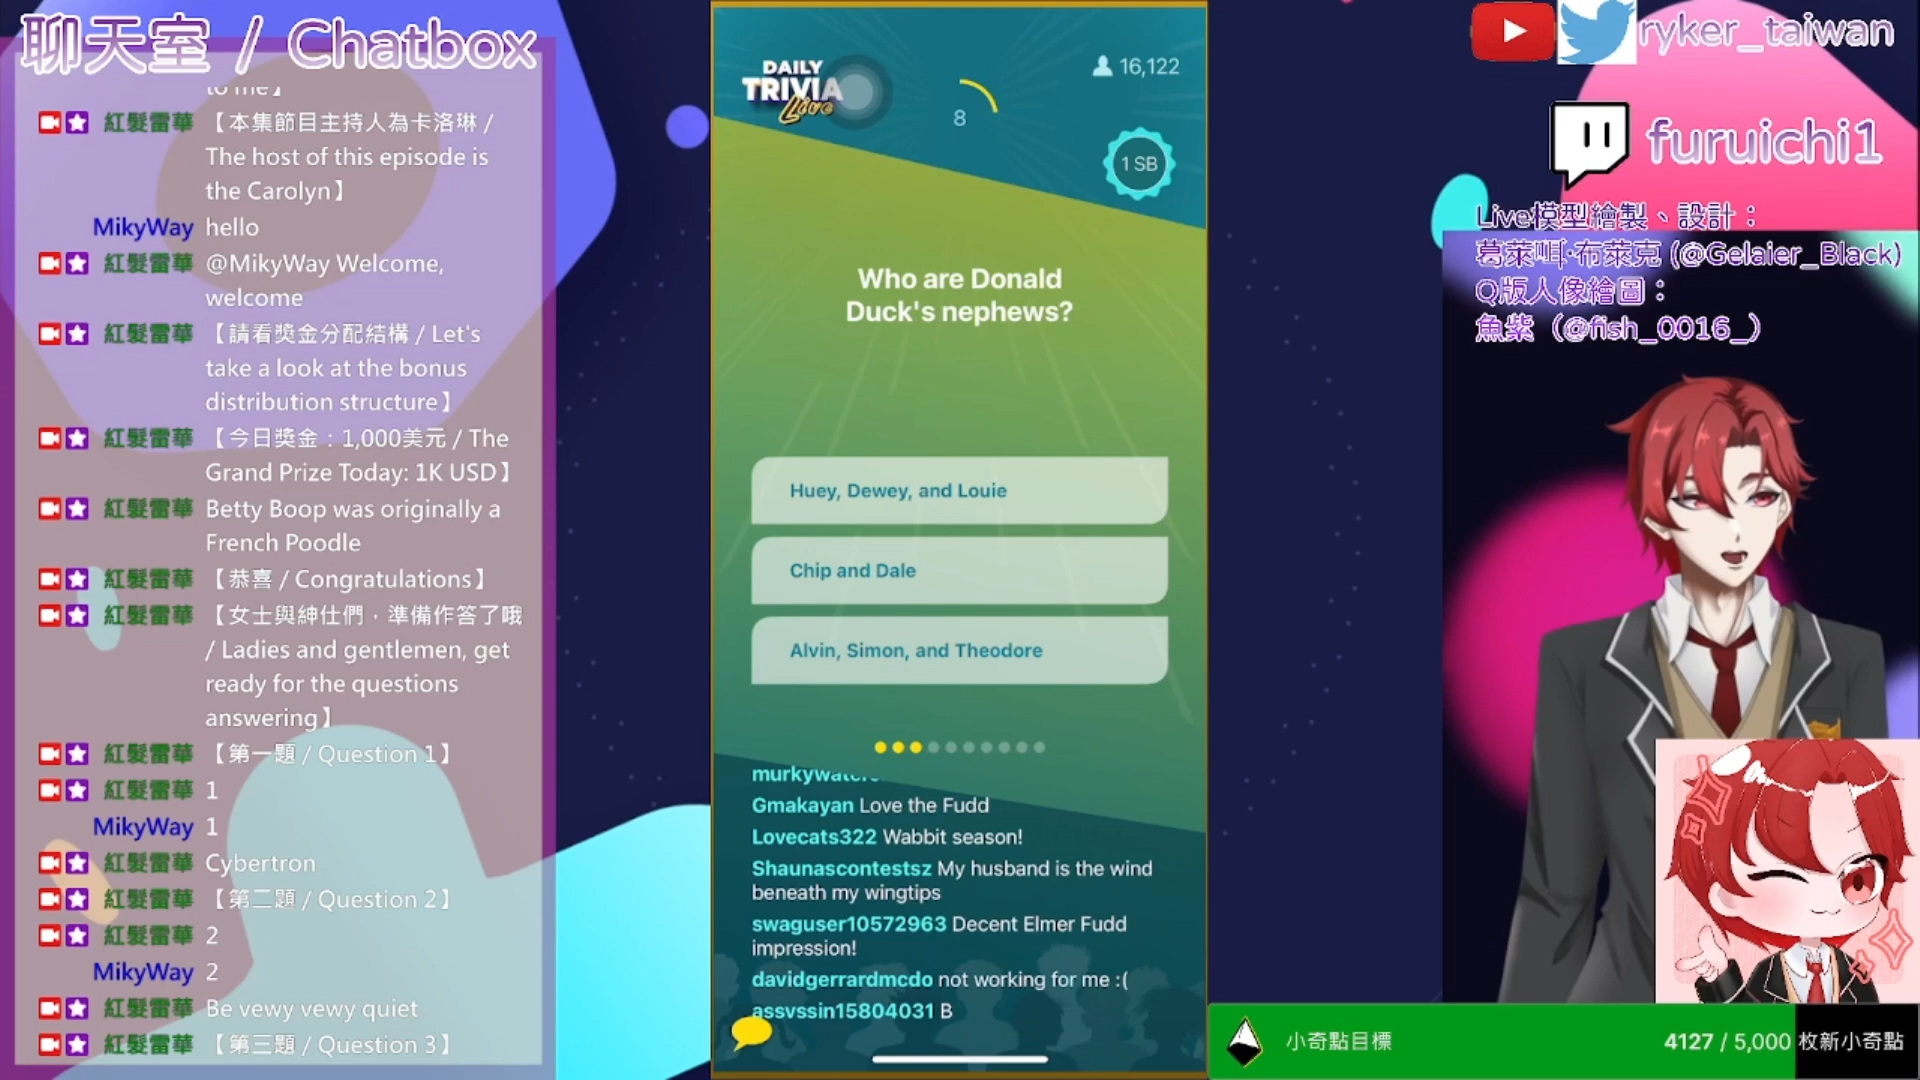 聊天室 / Chatbox
to me】
紅髮雷華 【本集節目主持人為卡洛琳 /
The host of this episode is
the Carolyn】
MikyWay hello
紅髮雷華 @MikyWay Welcome,
welcome
紅髮雷華 【請看獎金分配結構 / Let's
take a look at the bonus
distribution structure】
紅髮雷華 【今日獎金：1,000美元 / The
Grand Prize Today: 1K USD】
紅髮雷華 Betty Boop was originally a
French Poodle
紅髮雷華 【恭喜 / Congratulations】
紅髮雷華 【女士與紳仕們，準備作答了哦
/ Ladies and gentlemen, get
ready for the questions
answering】
紅髮雷華 【第一題 / Question 1】
紅髮雷華 1
MikyWay 1
紅髮雷華 Cybertron
紅髮雷華 【第二題 / Question 2】
紅髮雷華 2
MikyWay 2
紅髮雷華 Be vewy vewy quiet
紅髮雷華 【第三題 / Question 3】
DAILY
TRIVIA
Live
8
16,122
1 SB
Who are Donald
Duck's nephews?
Huey, Dewey, and Louie
Chip and Dale
Alvin, Simon, and Theodore
Gmakayan Love the Fudd
Lovecats322 Wabbit season!
Shaunascontestsz My husband is the wind
beneath my wingtips
swaguser10572963 Decent Elmer Fudd
impression!
davidgerrardmcdo not working for me :(
assyssin15804031 B
ryker_taiwan
furuichi1
Live模型繪製、設計：
葛萊咡·布萊克 (@Gelaier_Black)
Q版人像繪圖：
魚紫（@fish_0016_）
小奇點目標
4127 / 5,000 枚新小奇點